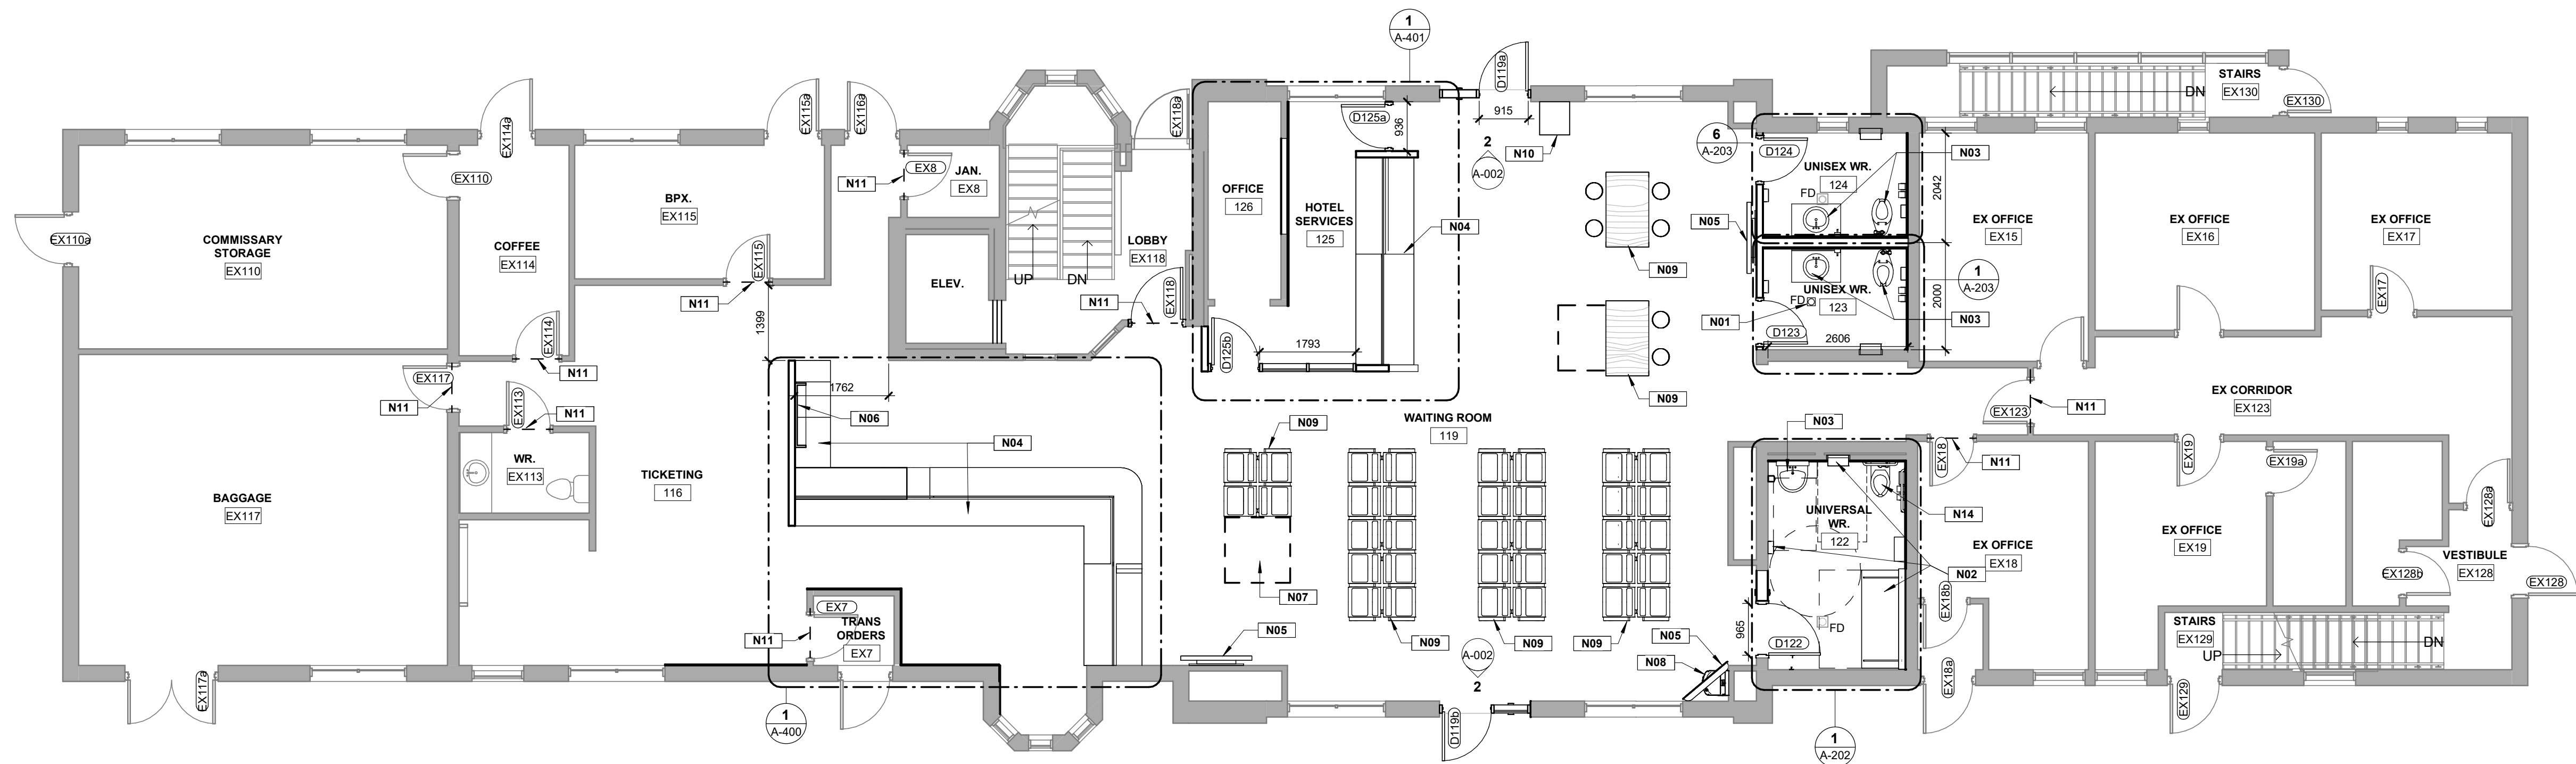 1
A-401
D119a
915
936
D125a
2
A-002
N10
EX114a
EX115a
EX116a
EX118a
STAIRS
EX130
DN
EX130
6
A-203
D124
N03
UNISEX WR.
124
FD
2042
EX110
N11
EX8
JAN.
EX8
BPX.
EX115
OFFICE
126
HOTEL
SERVICES
125
N04
N05
N09
EX OFFICE
EX15
EX OFFICE
EX16
EX OFFICE
EX17
EX110a
COMMISSARY
STORAGE
EX110
COFFEE
EX114
EX115
N11
LOBBY
EX118
ELEV.
UP
DN
N11
EX118
UNISEX WR.
123
FD
N01
N03
D123
2606
2000
1
A-203
EX17
1399
EX114
N11
D125b
1793
N09
EX117
N11
EX113
N11
1762
N06
N04
WAITING ROOM
119
N09
EX123
N11
EX CORRIDOR
EX123
N03
EX18
N11
EX19
EX19a
WR.
EX113
TICKETING
116
BAGGAGE
EX117
UNIVERSAL
WR.
122
N14
N02
EX OFFICE
EX18
EX OFFICE
EX19
EX128a
VESTIBULE
EX128
EX128b
EX128
N07
EX7
TRANS
ORDERS
EX7
N11
N05
N09
N09
N09
N05
N08
965
FD
D122
EX18b
STAIRS
EX129
UP
DN
A-002
2
EX117a
1
A-400
D119b
EX18a
EX129
1
A-202